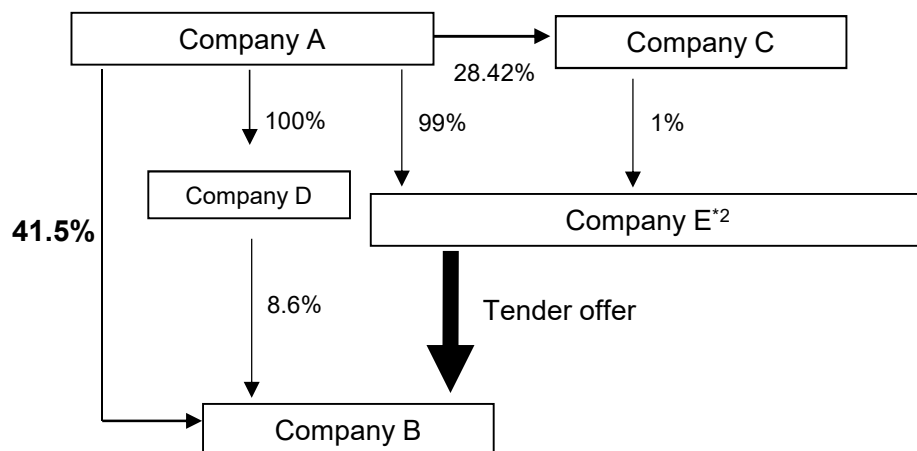 Company A
Company C
28.42%
100%
99%
1%
Company D
Company E*2
41.5%
8.6%
Tender offer
Company B